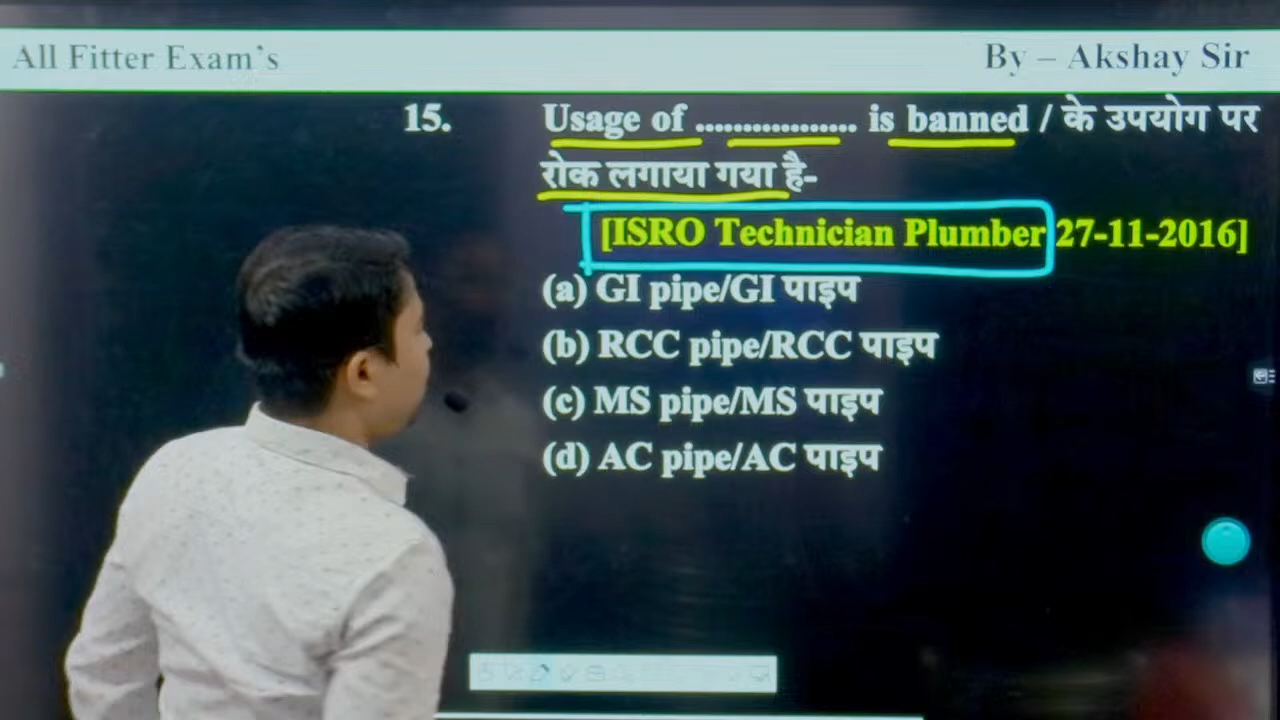 All Fitter Exam's
By – Akshay Sir
15. Usage of ................. is banned / के उपयोग पर
रोक लगाया गया है-
[ISRO Technician Plumber 27-11-2016]
(a) GI pipe/GI पाइप
(b) RCC pipe/RCC पाइप
(c) MS pipe/MS पाइप
(d) AC pipe/AC पाइप